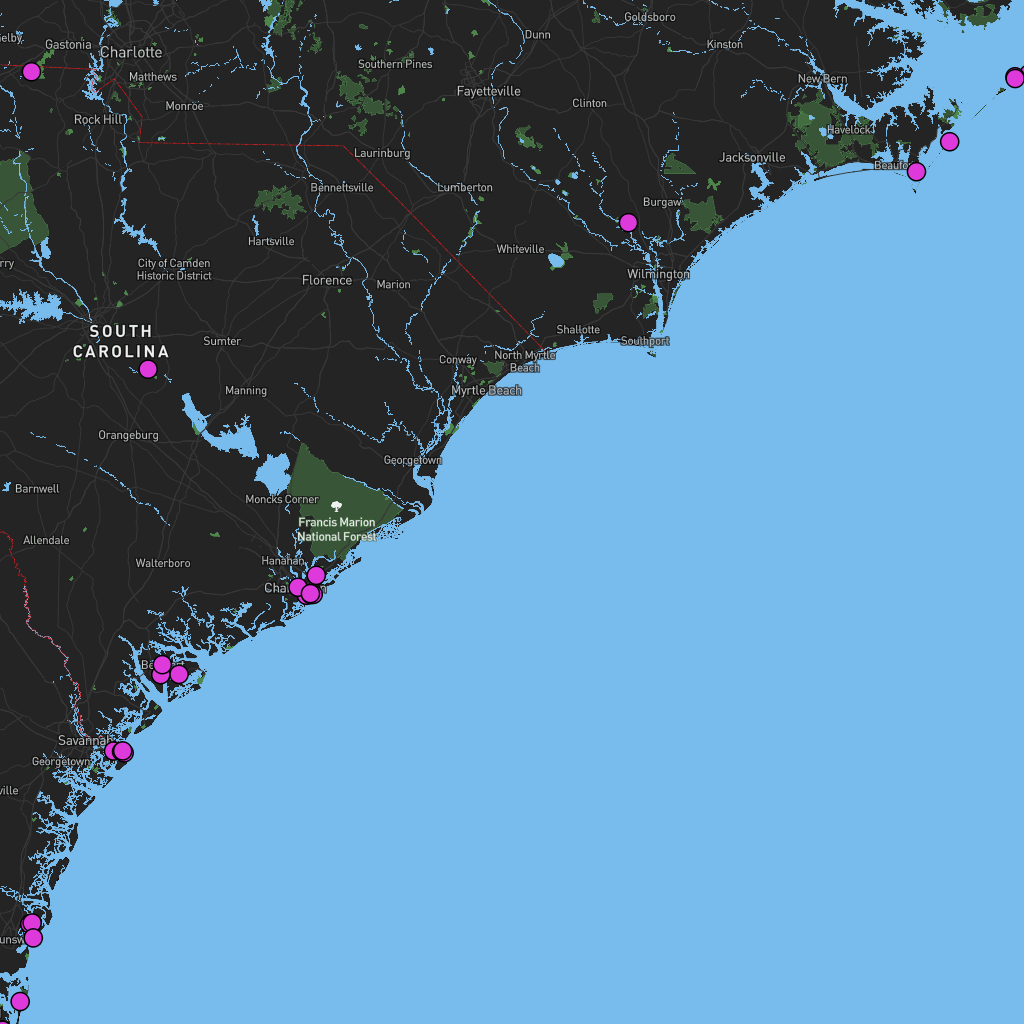 Goldsboro
Dunn
Gastonia
Charlotte
Kinston
Southern Pines
Matthews
New Bern
Fayetteville
Monroe
Clinton
Rock Hill
Havelock
Laurinburg
Jacksonville
Bennettsville
Lumberton
Burgaw
Hartsville
Whiteville
City of Camden
Historic District
Florence
Marion
Wilmington
SOUTH
CAROLINA
Shallotte
Sumter
Southport
Conway
North Myrtle
Beach
Manning
Myrtle Beach
Orangeburg
Georgetown
Barnwell
Moncks Corner
Francis Marion
National Forest
Allendale
Walterboro
Hanahan
Savannah
Georgetown